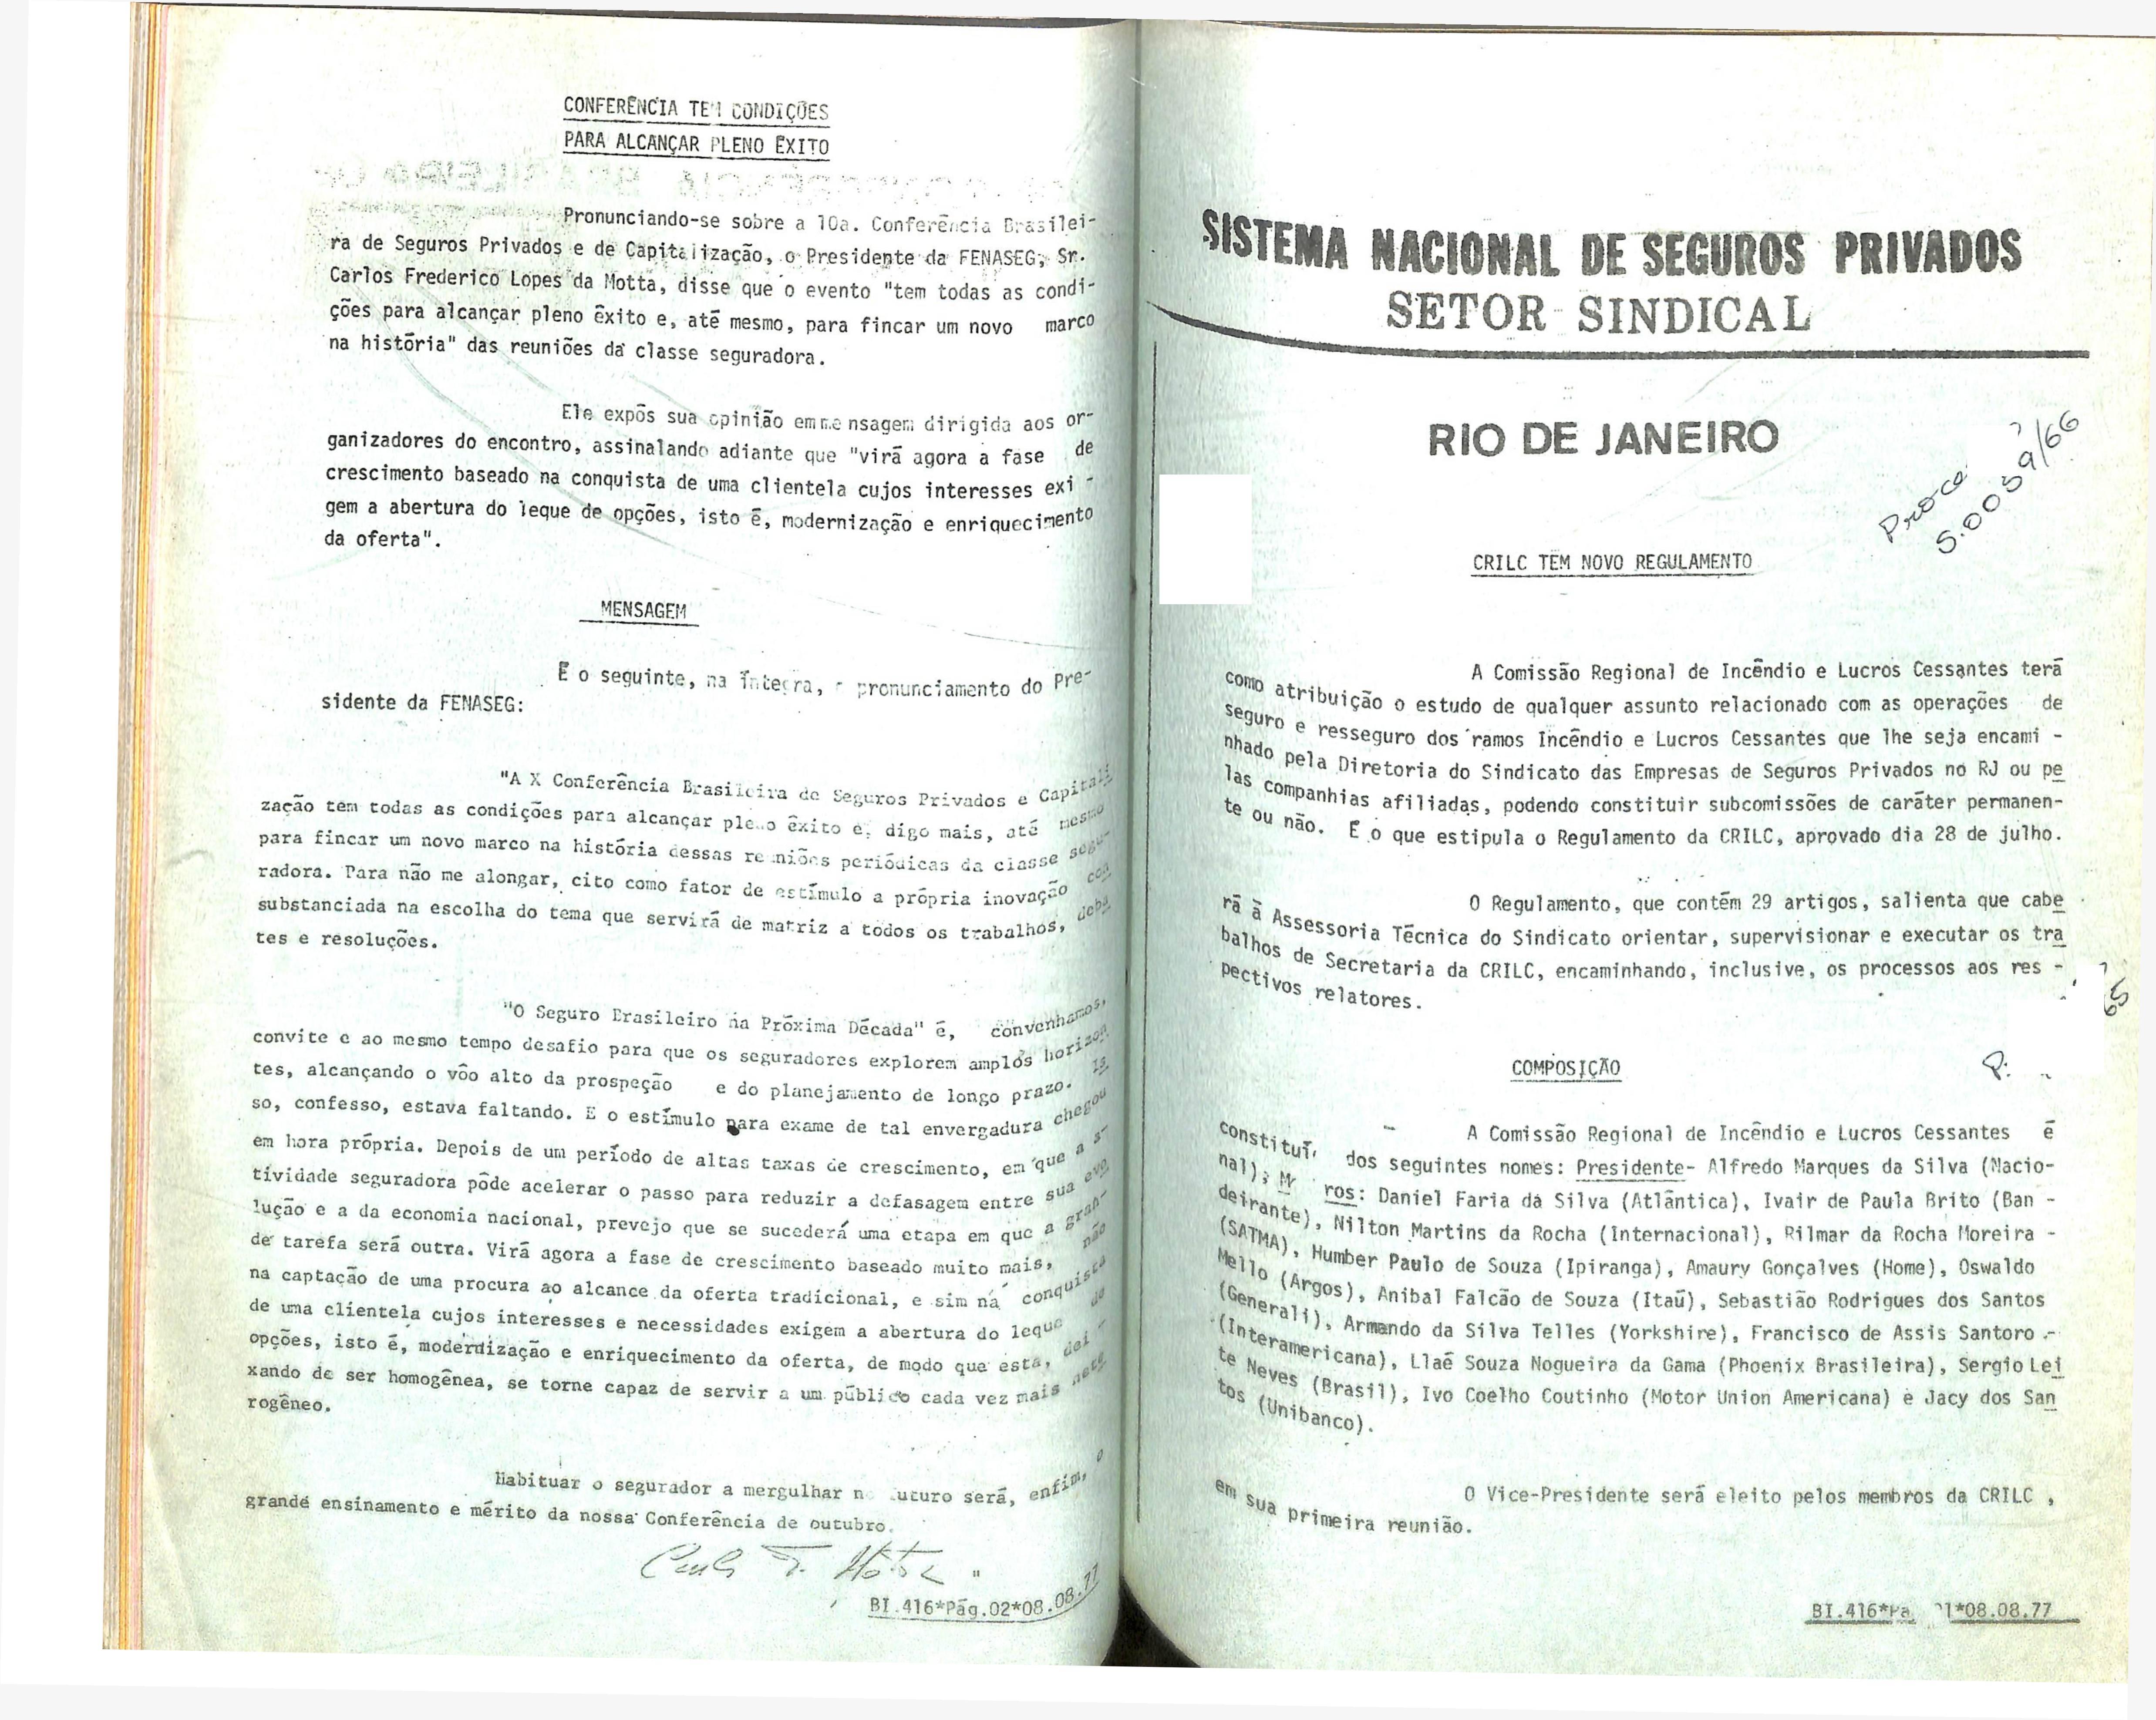 CONFERÊNCIA TEM CONDIÇÕES
PARA ALCANÇAR PLENO ÊXITO
Pronunciando-se sobre a 10a. Conferência Brasilei-
ra de Seguros Privados e de Capitalização, o Presidente da FENASEG, Sr.
Carlos Frederico Lopes da Motta, disse que o evento "tem todas as condi-
ções para alcançar pleno êxito e, até mesmo, para fincar um novo marco
na história" das reuniões da classe seguradora.
Ele expôs sua opinião em mensagem dirigida aos or-
ganizadores do encontro, assinalando adiante que "virá agora a fase de
crescimento baseado na conquista de uma clientela cujos interesses exi -
gem a abertura do leque de opções, isto é, modernização e enriquecimento
da oferta".
MENSAGEM
É o seguinte, na íntegra, pronunciamento do Pre-
sidente da FENASEG:
"A X Conferência Brasileira de Seguros Privados e Capitali
zação tem todas as condições para alcançar pleno êxito e, digo mais, até mesmo
para fincar um novo marco na história dessas reuniões periódicas da classe segu-
radora. Para não me alongar, cito como fator de estímulo a própria inovação con
substanciada na escolha do tema que servirá de matriz a todos os trabalhos, deba
tes e resoluções.
"O Seguro Brasileiro na Próxima Década" é, convenhamos,
convite e ao mesmo tempo desafio para que os seguradores explorem amplos horizon
tes, alcançando o vôo alto da prospeção e do planejamento de longo prazo. Is
so, confesso, estava faltando. E o estímulo para exame de tal envergadura chegou
em hora própria. Depois de um período de altas taxas de crescimento, em que a a-
tividade seguradora pôde acelerar o passo para reduzir a defasagem entre sua evo
lução e a da economia nacional, prevejo que se sucederá uma etapa em que a gran-
de tarefa será outra. Virá agora a fase de crescimento baseado muito mais, não
na captação de uma procura ao alcance da oferta tradicional, e sim na conquista
de uma clientela cujos interesses e necessidades exigem a abertura do leque de
opções, isto é, modernização e enriquecimento da oferta, de modo que esta, dei -
xando de ser homogênea, se torne capaz de servir a um público cada vez mais hete
rogêneo.
Habituar o segurador a mergulhar no futuro será, enfim, o
grande ensinamento e mérito da nossa Conferência de outubro.
"
BI.416*Pág.02*08.08.77
SISTEMA NACIONAL DE SEGUROS PRIVADOS
SETOR SINDICAL
RIO DE JANEIRO
Proc.
CRILC TEM NOVO REGULAMENTO
A Comissão Regional de Incêndio e Lucros Cessantes terá
como atribuição o estudo de qualquer assunto relacionado com as operações de
seguro e resseguro dos ramos Incêndio e Lucros Cessantes que lhe seja encami -
nhado pela Diretoria do Sindicato das Empresas de Seguros Privados no RJ ou pe
las companhias afiliadas, podendo constituir subcomissões de caráter permanen-
te ou não. É o que estipula o Regulamento da CRILC, aprovado dia 28 de julho.
O Regulamento, que contém 29 artigos, salienta que cabe
rá à Assessoria Técnica do Sindicato orientar, supervisionar e executar os tra
balhos de Secretaria da CRILC, encaminhando, inclusive, os processos aos res -
pectivos relatores.
COMPOSIÇÃO
A Comissão Regional de Incêndio e Lucros Cessantes é
constituí dos seguintes nomes: Presidente- Alfredo Marques da Silva (Nacio-
nal); M ros: Daniel Faria da Silva (Atlântica), Ivair de Paula Brito (Ban -
deirante), Nilton Martins da Rocha (Internacional), Rilmar da Rocha Moreira -
(SATMA), Humber Paulo de Souza (Ipiranga), Amaury Gonçalves (Home), Oswaldo
Mello (Argos), Anibal Falcão de Souza (Itaú), Sebastião Rodrigues dos Santos
(Generali), Armando da Silva Telles (Yorkshire), Francisco de Assis Santoro -
(Interamericana), Llaé Souza Nogueira da Gama (Phoenix Brasileira), Sergio Lei
te Neves (Brasil), Ivo Coelho Coutinho (Motor Union Americana) e Jacy dos San
tos (Unibanco).
O Vice-Presidente será eleito pelos membros da CRILC ,
em sua primeira reunião.
BI.416*Pá 1*08.08.77